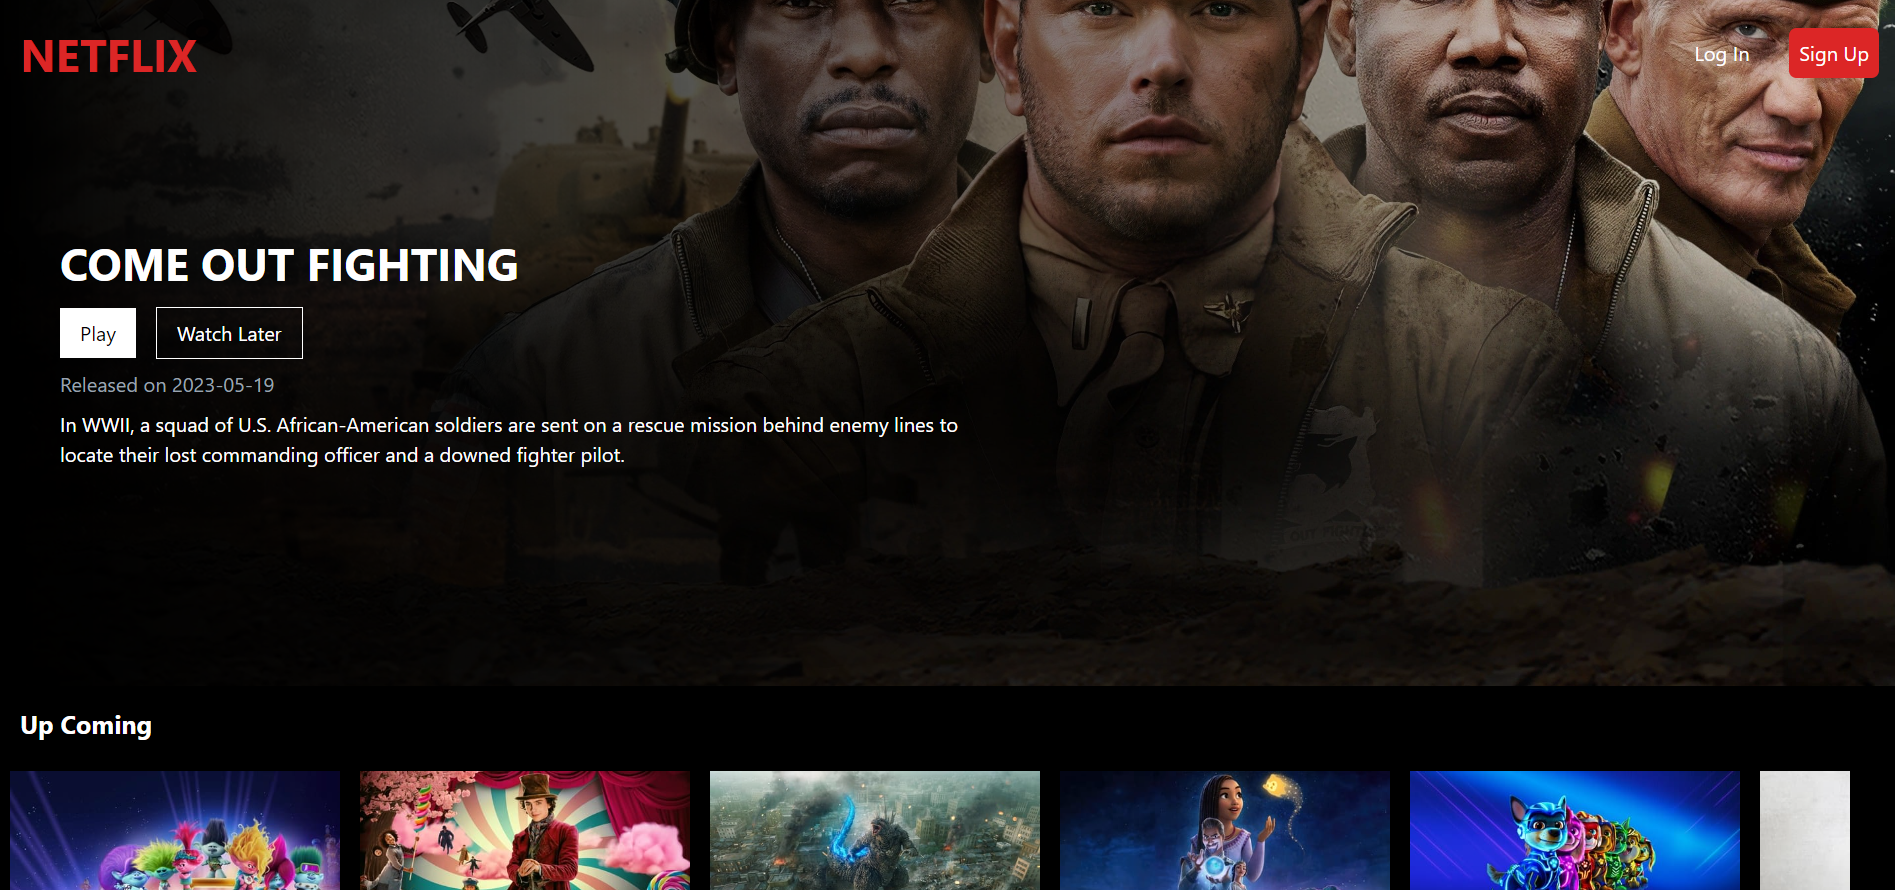 NETFLIX
Log In
Sign Up
COME OUT FIGHTING
Play
Watch Later
Released on 2023-05-19
In WWII, a squad of U.S. African-American soldiers are sent on a rescue mission behind enemy lines to
locate their lost commanding officer and a downed fighter pilot.
Up Coming